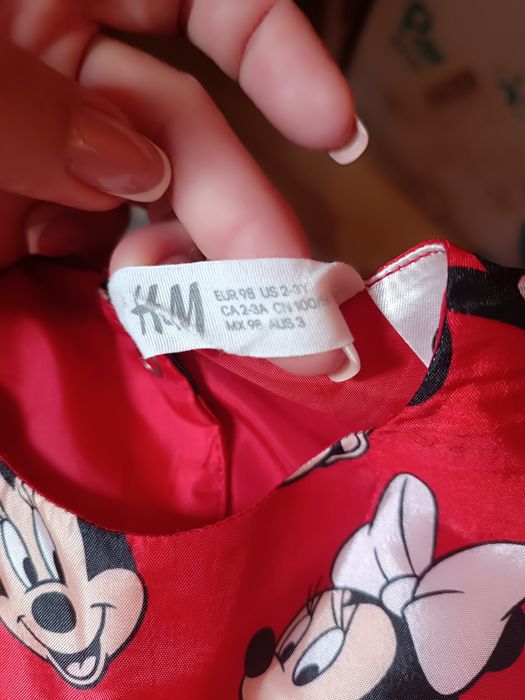 H&M
EUR 98 US 2-3Y
CA 2-3A CN 100/
MX 98 AUS 3